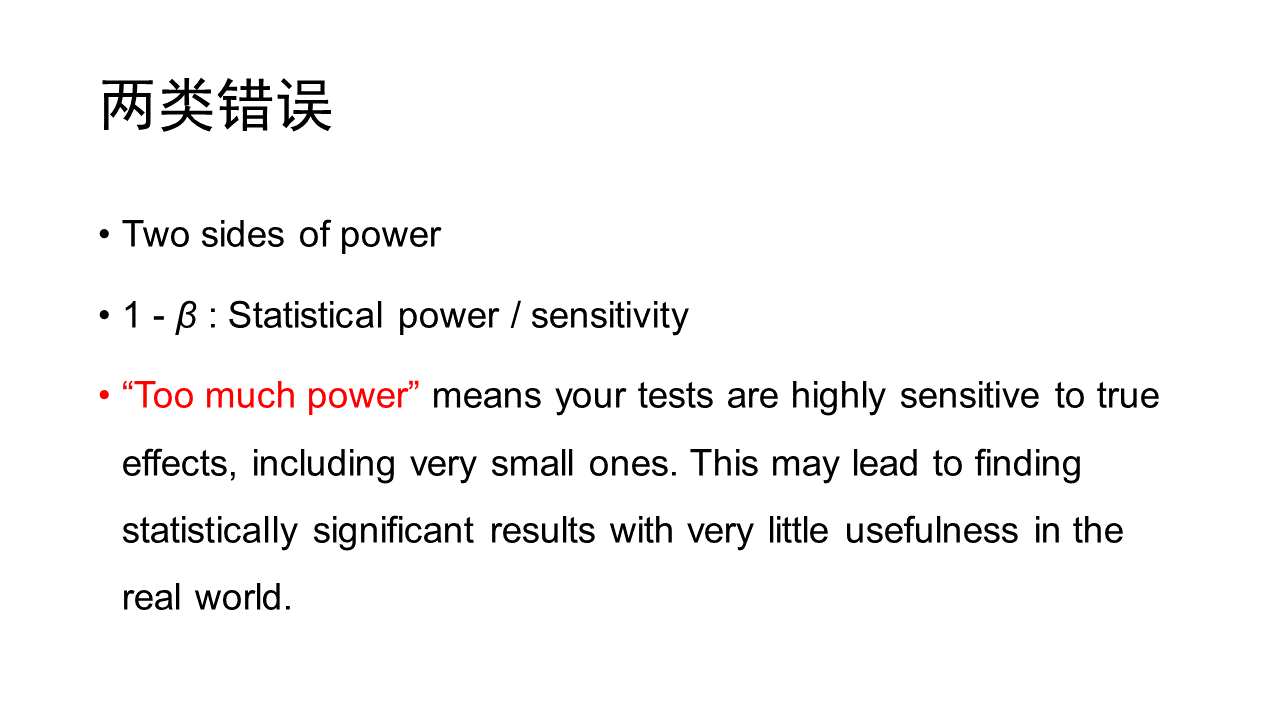 两类错误
• Two sides of power
• 1 - β : Statistical power / sensitivity
• “Too much power” means your tests are highly sensitive to true
effects, including very small ones. This may lead to finding
statistically significant results with very little usefulness in the
real world.